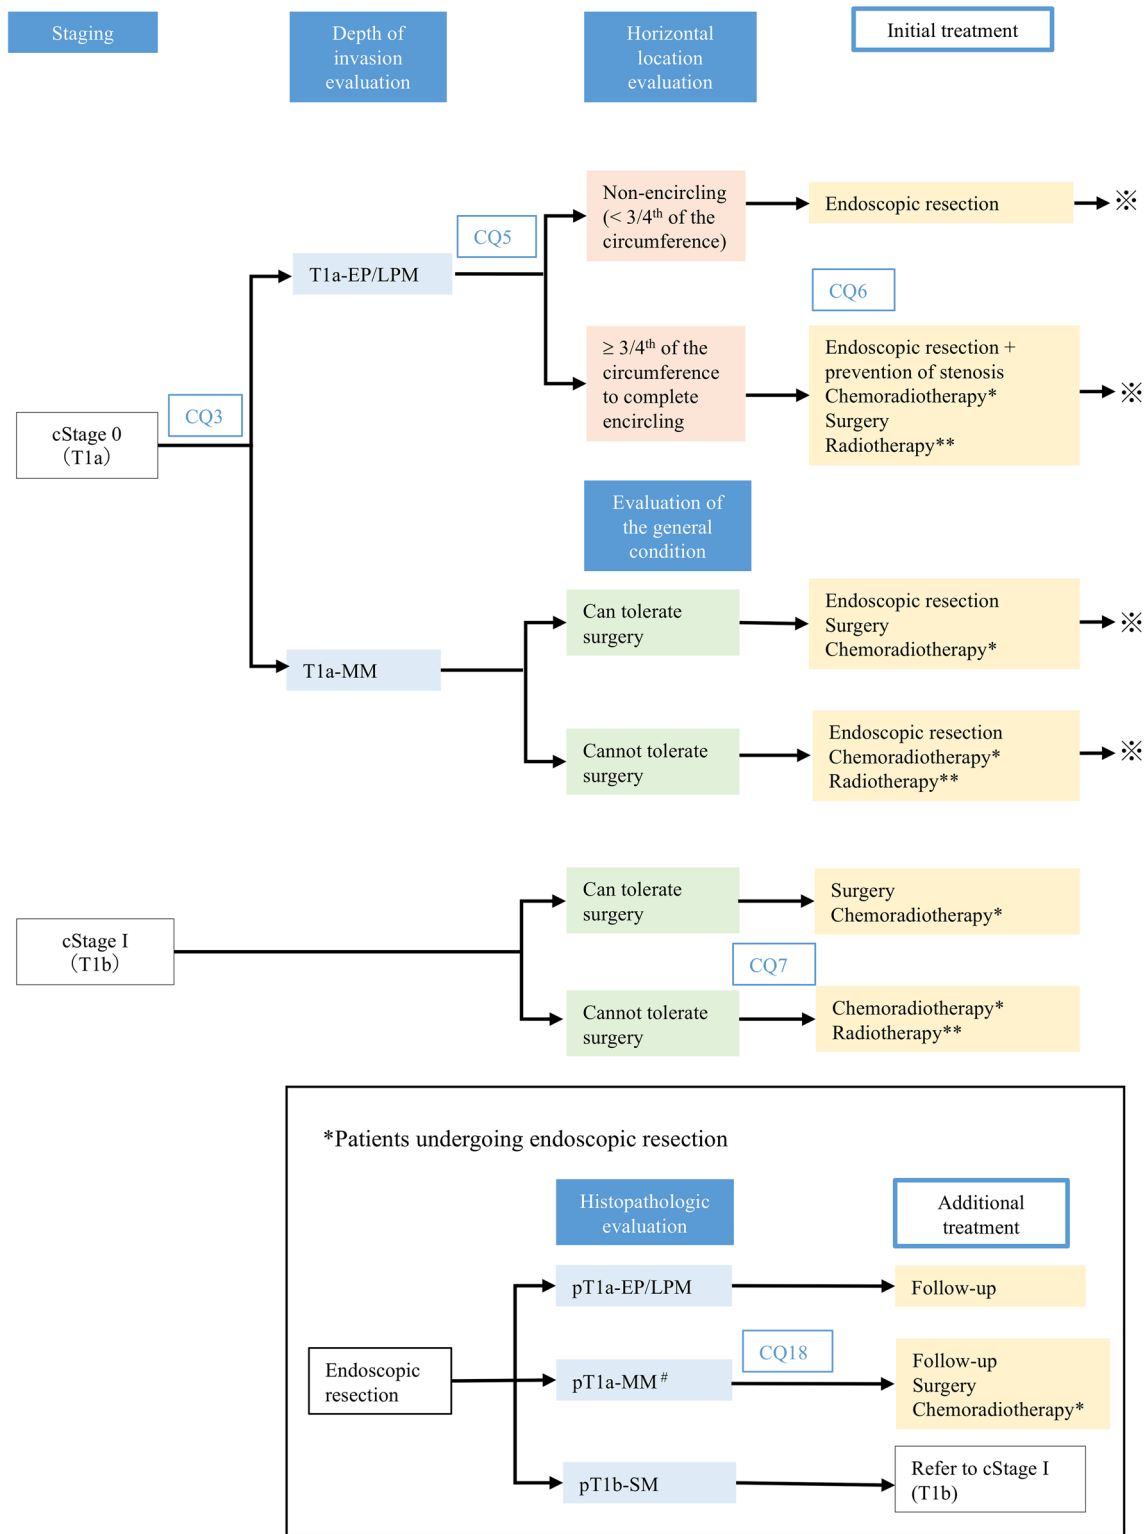 Staging
Depth of
invasion
evaluation
Horizontal
location
evaluation
Initial treatment
Non-encircling
(< 3/4th of the
circumference)
Endoscopic resection
※
CQ5
T1a-EP/LPM
CQ6
≥ 3/4th of the
circumference
to complete
encircling
Endoscopic resection +
prevention of stenosis
Chemoradiotherapy*
Surgery
Radiotherapy**
※
CQ3
cStage 0
(T1a)
Evaluation of
the general
condition
Can tolerate
surgery
Endoscopic resection
Surgery
Chemoradiotherapy*
※
T1a-MM
Cannot tolerate
surgery
Endoscopic resection
Chemoradiotherapy*
Radiotherapy**
※
Can tolerate
surgery
Surgery
Chemoradiotherapy*
cStage I
(T1b)
CQ7
Cannot tolerate
surgery
Chemoradiotherapy*
Radiotherapy**
*Patients undergoing endoscopic resection
Histopathologic
evaluation
Additional
treatment
pT1a-EP/LPM
Follow-up
Endoscopic
resection
pT1a-MM#
CQ18
Follow-up
Surgery
Chemoradiotherapy*
pT1b-SM
Refer to cStage I
(T1b)